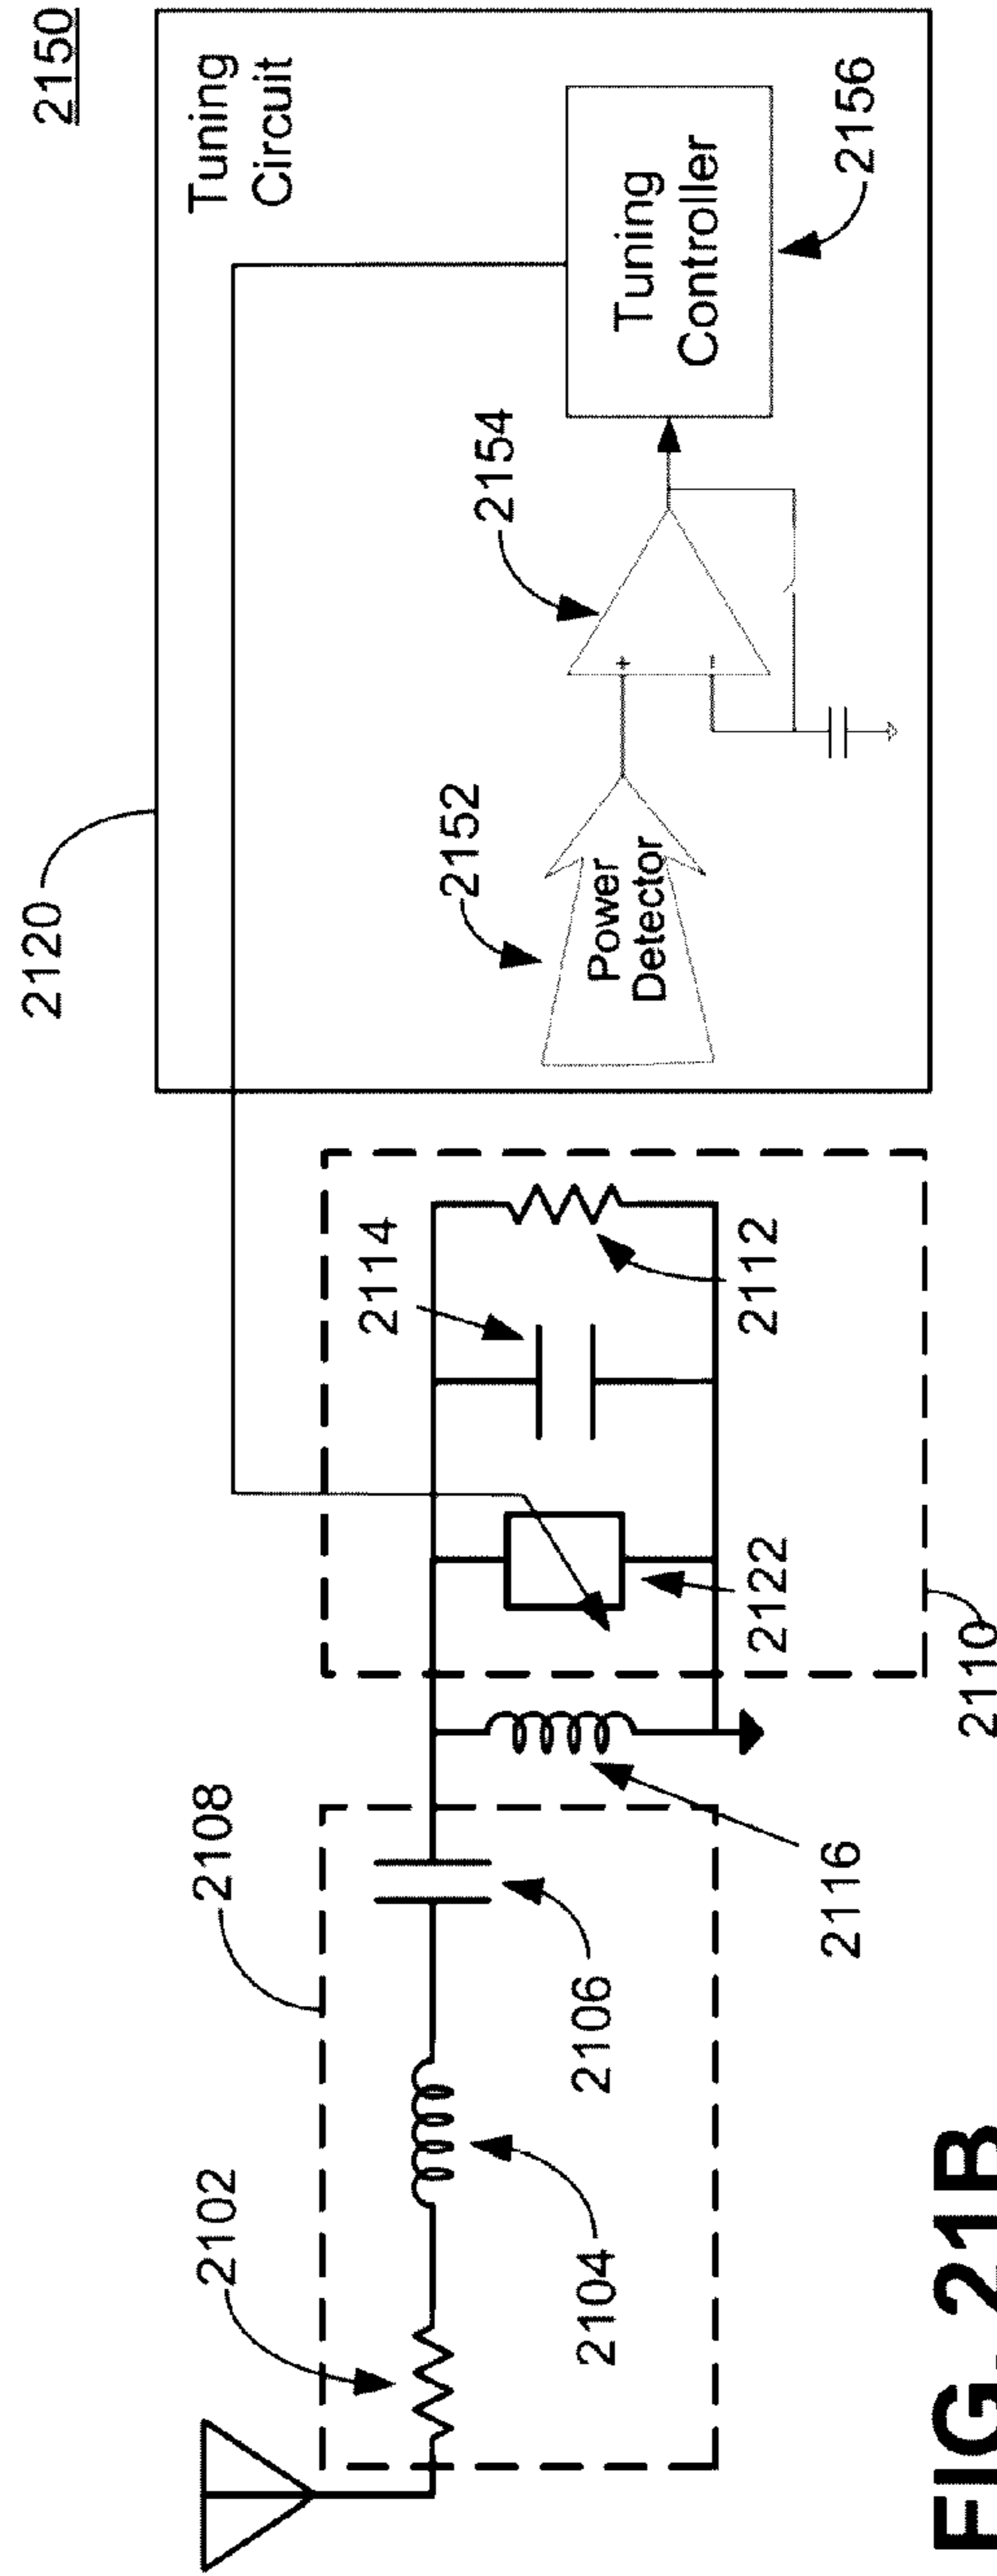 2150
2120
Tuning
Circuit
2152
Power
Detector
2154
+
-
Tuning
Controller
2156
2108
2102
2104
2106
2116
2114
2112
2122
2110
FIG. 21B